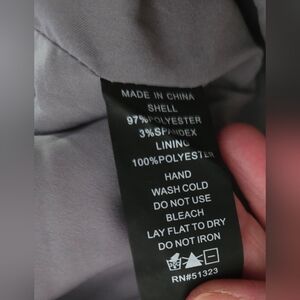 MADE IN CHINA
SHELL
97%POLYESTER
3%SPANDEX
LINING
100%POLYESTER
HAND
WASH COLD
DO NOT USE
BLEACH
LAY FLAT TO DRY
DO NOT IRON
RN#51323